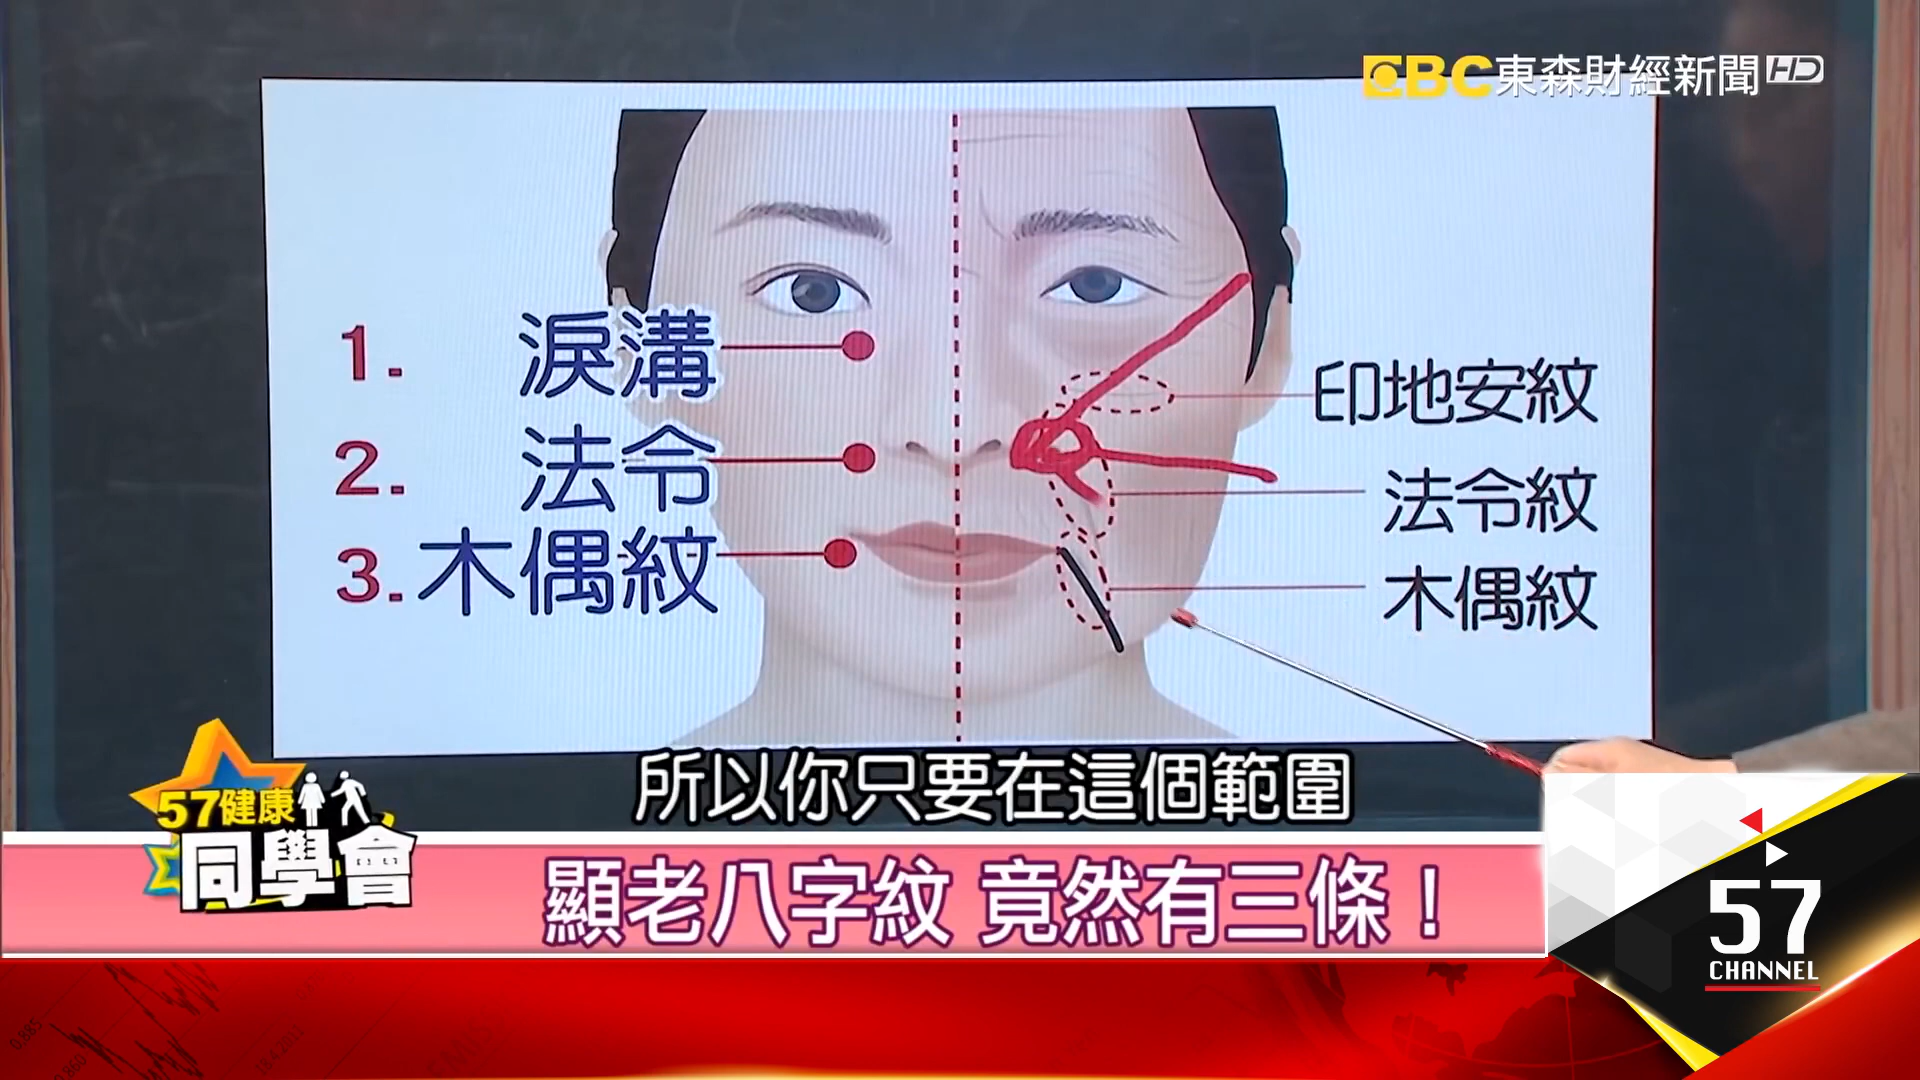 EBC東森財經新聞HD
1. 淚溝
2. 法令
3. 木偶紋
印地安紋
法令紋
木偶紋
所以你只要在這個範圍
57健康
同學會
顯老八字紋 竟然有三條！
57
CHANNEL